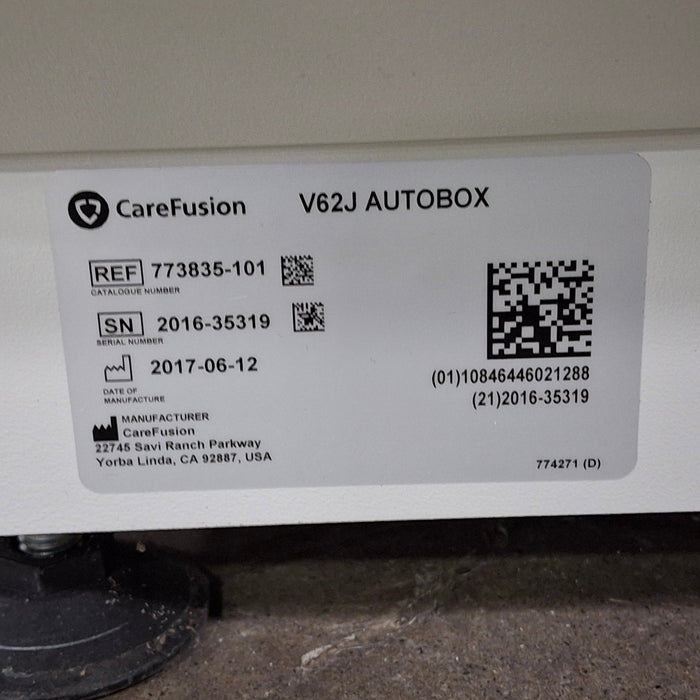 CareFusion
V62J AUTOBOX
REF 773835-101
CATALOGUE NUMBER
SN 2016-35319
SERIAL NUMBER
2017-06-12
DATE OF
MANUFACTURE
MANUFACTURER
CareFusion
22745 Savi Ranch Parkway
Yorba Linda, CA 92887, USA
(01)10846446021288
(21)2016-35319
774271 (D)